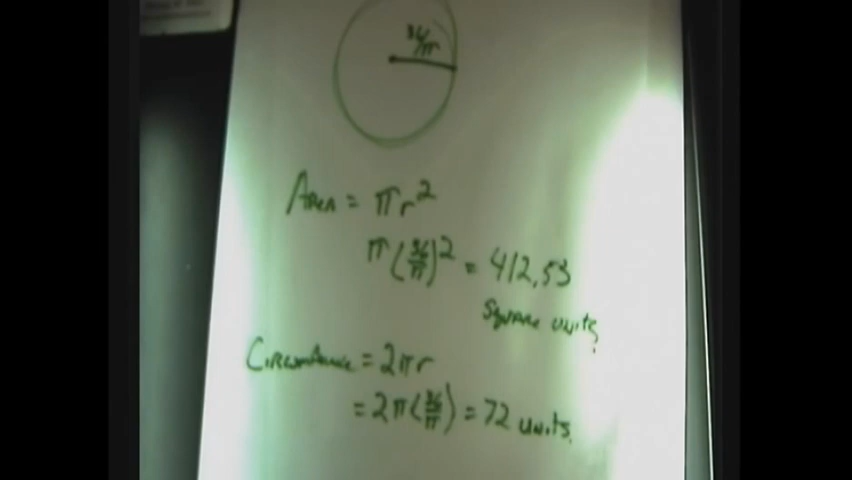 36/π
Area = πr²
π(36/π)² = 412.53
square units
Circumference = 2πr
= 2π(36/π) = 72 units.